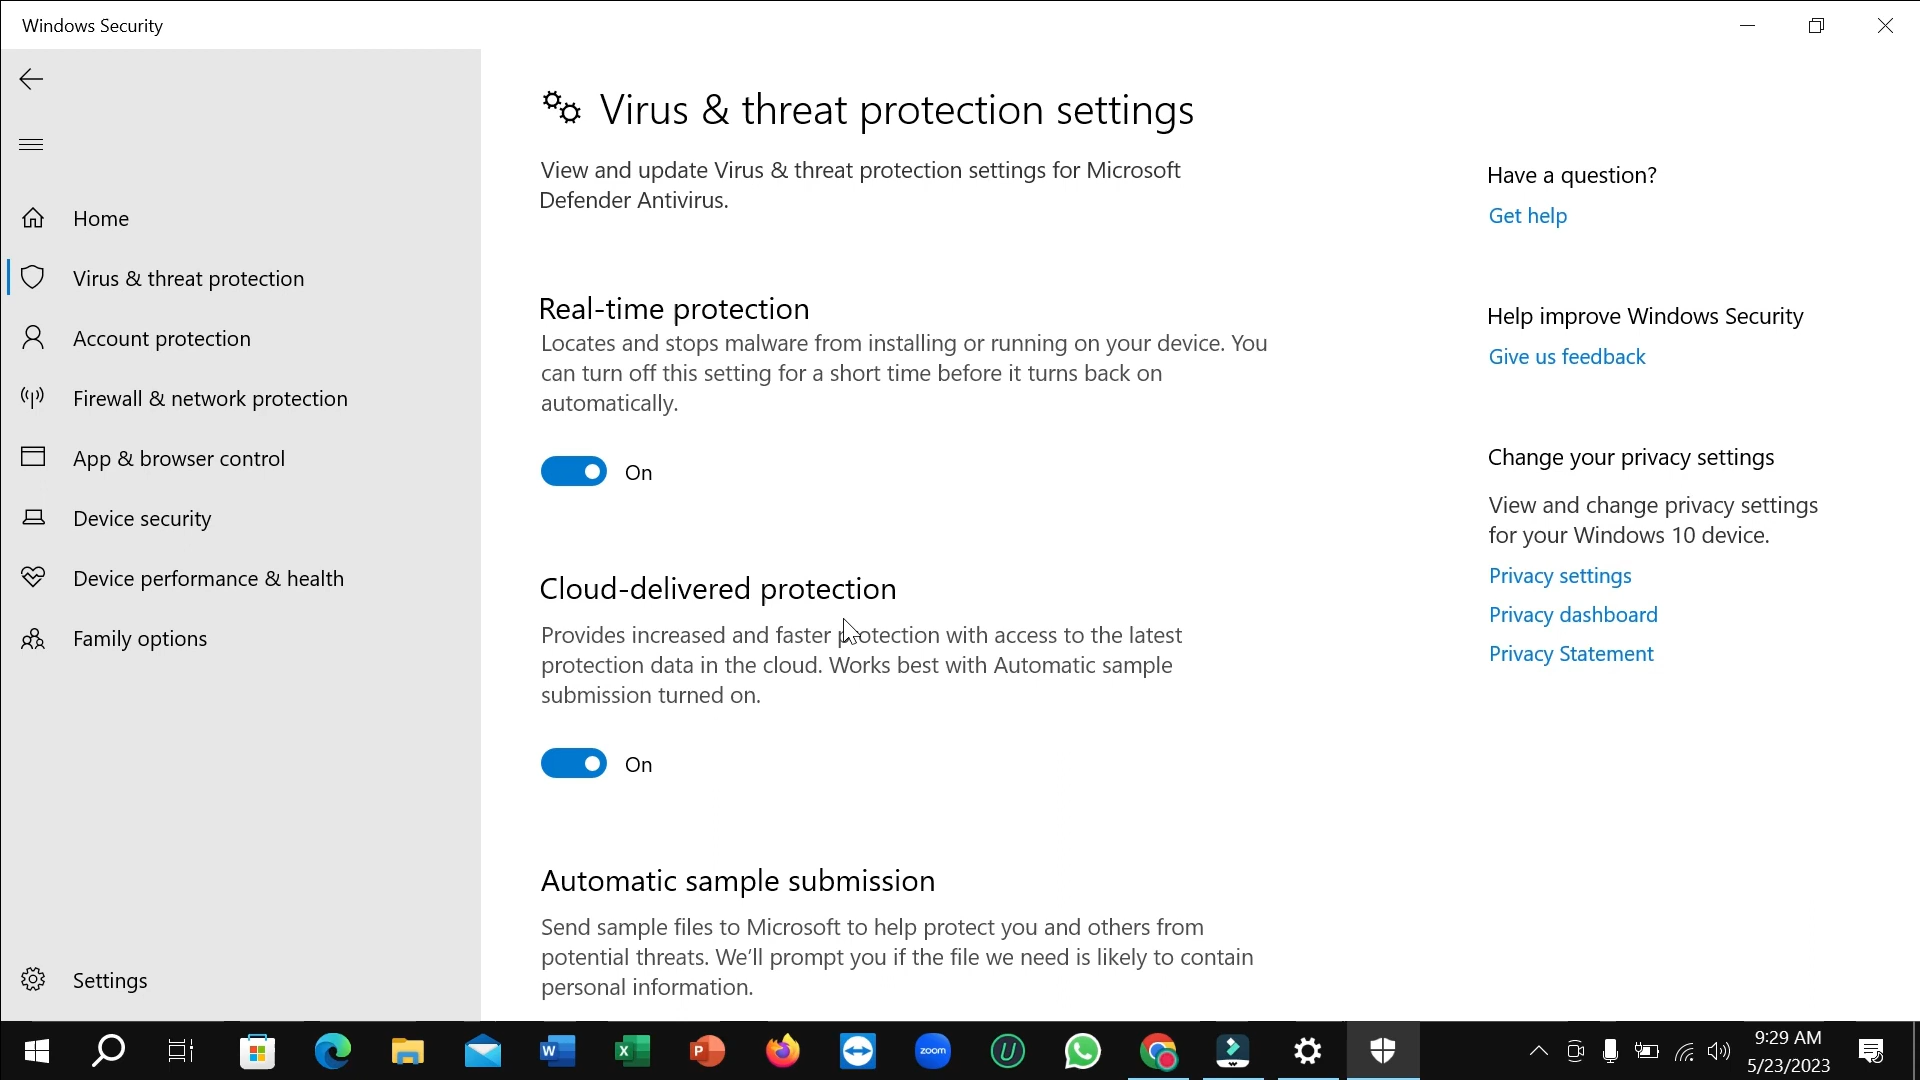 Windows Security
Home
Virus & threat protection
Account protection
Firewall & network protection
App & browser control
Device security
Device performance & health
Family options
Settings
Virus & threat protection settings
View and update Virus & threat protection settings for Microsoft
Defender Antivirus.
Real-time protection
Locates and stops malware from installing or running on your device. You
can turn off this setting for a short time before it turns back on
automatically.
On
Cloud-delivered protection
Provides increased and faster protection with access to the latest
protection data in the cloud. Works best with Automatic sample
submission turned on.
On
Automatic sample submission
Send sample files to Microsoft to help protect you and others from
potential threats. We'll prompt you if the file we need is likely to contain
personal information.
Have a question?
Get help
Help improve Windows Security
Give us feedback
Change your privacy settings
View and change privacy settings
for your Windows 10 device.
Privacy settings
Privacy dashboard
Privacy Statement
W
X
P
zoom
U
9:29 AM
5/23/2023